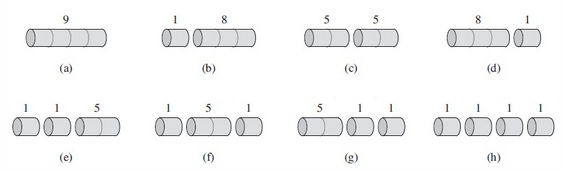 9 1 8 5 5 8 1
(a) (b) (c) (d)
1 1 5 1 5 1 5 1 1 1 1 1 1
(e) (f) (g) (h)